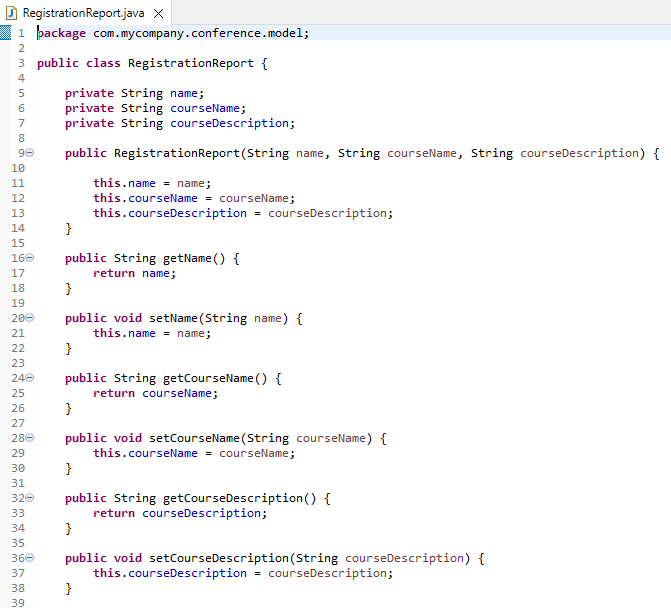 RegistrationReport.java
1 package com.mycompany.conference.model;
2
3 public class RegistrationReport {
4
5     private String name;
6     private String courseName;
7     private String courseDescription;
8
9     public RegistrationReport(String name, String courseName, String courseDescription) {
10
11         this.name = name;
12         this.courseName = courseName;
13         this.courseDescription = courseDescription;
14     }
15
16     public String getName() {
17         return name;
18     }
19
20     public void setName(String name) {
21         this.name = name;
22     }
23
24     public String getCourseName() {
25         return courseName;
26     }
27
28     public void setCourseName(String courseName) {
29         this.courseName = courseName;
30     }
31
32     public String getCourseDescription() {
33         return courseDescription;
34     }
35
36     public void setCourseDescription(String courseDescription) {
37         this.courseDescription = courseDescription;
38     }
39